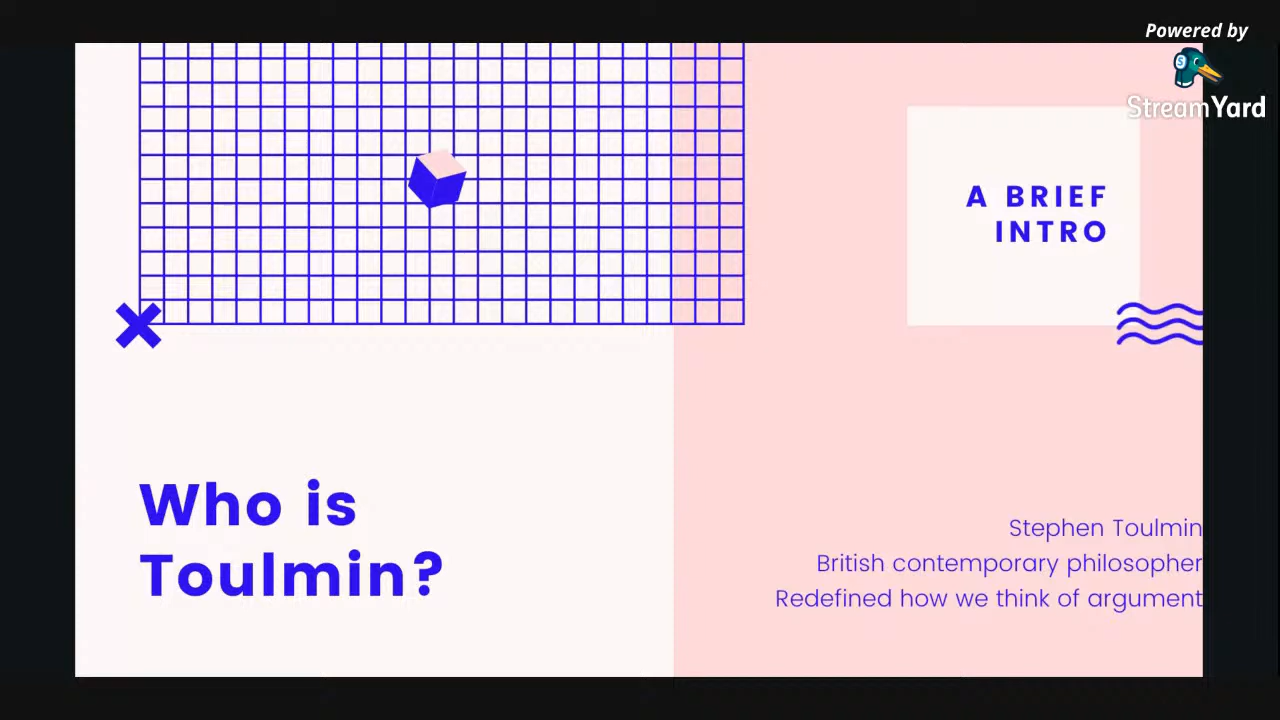 Powered by
StreamYard
A BRIEF
INTRO
Who is
Toulmin?
Stephen Toulmin
British contemporary philosopher
Redefined how we think of argument